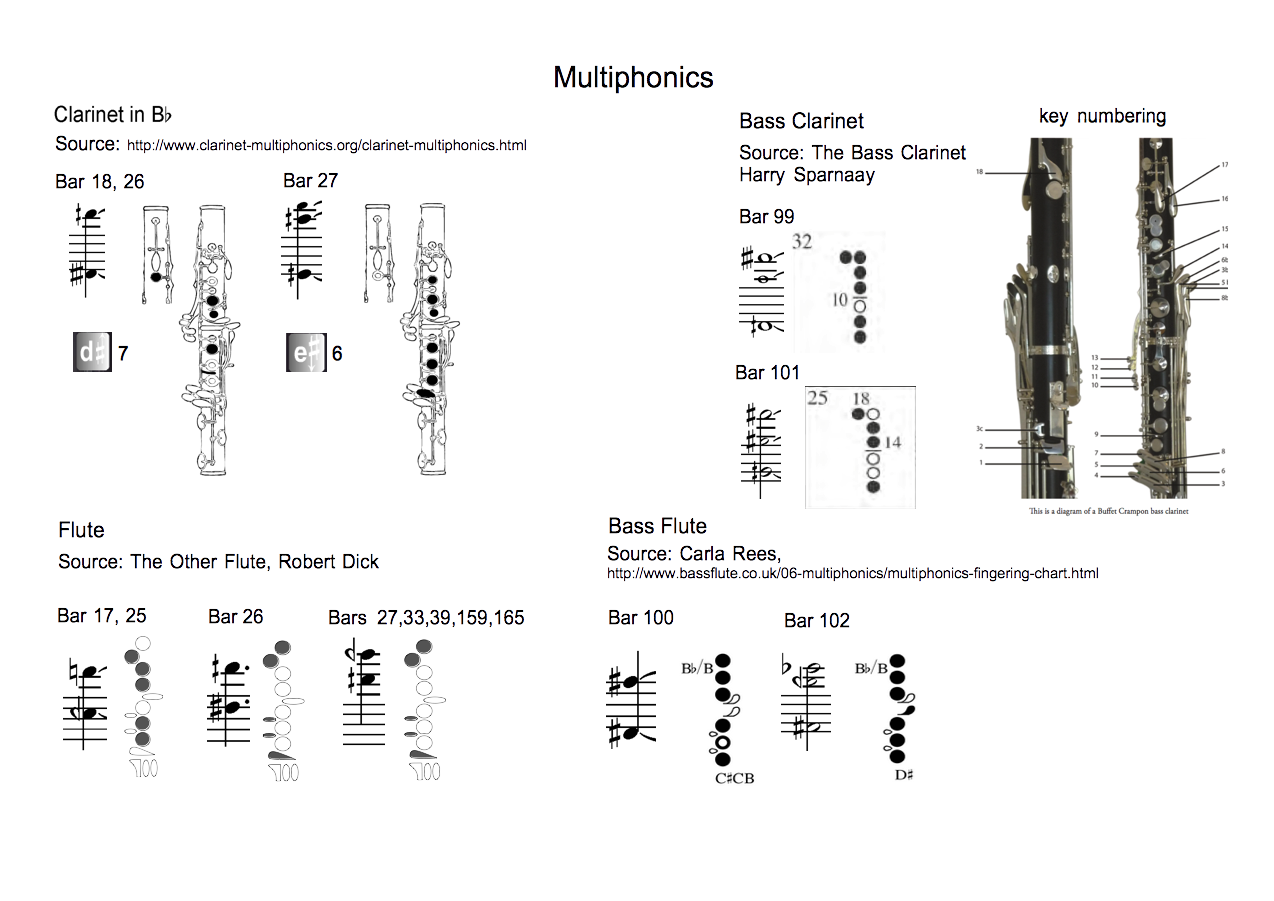 Multiphonics
Clarinet in B♭
Source: http://www.clarinet-multiphonics.org/clarinet-multiphonics.html
Bar 18, 26
Bar 27
d♯ 7
e♯ 6
Bass Clarinet
Source: The Bass Clarinet
Harry Sparnaay
Bar 99
32
10
Bar 101
25
18
14
key numbering
18
3c
2
1
17
16
15
14
6b
3b
8b
13
12
11
10
9
7
5
4
8
6
3
This is a diagram of a Buffet Crampon bass clarinet
Flute
Source: The Other Flute, Robert Dick
Bar 17, 25
Bar 26
Bars 27,33,39,159,165
Bass Flute
Source: Carla Rees,
http://www.bassflute.co.uk/06-multiphonics/multiphonics-fingering-chart.html
Bar 100
B♭/B
C♯CB
Bar 102
B♭/B
D♯